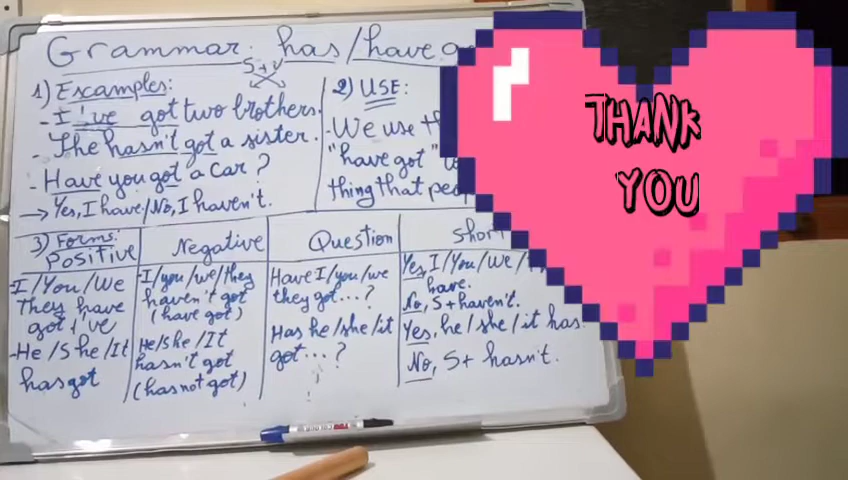 Grammar: has/have
S+V
1) Examples:
- I 've got two brothers.
- She hasn't got a sister.
- Have you got a car?
→ Yes, I have/No, I haven't.
2) USE:
- We use
"have got"
thing that
3) Forms:
Positive
Negative
Question
Short
I/You/We
They have
got I've
- He/She/It
has got
I/you/we/they
haven't got
(have got)
He/She/It
hasn't got
(has not got)
Have I/you/we
they got...?
Has he/she/it
got...?
Yes, I/You/We/
have.
No, S+haven't.
Yes, he/she/it has.
No, S+ hasn't.
THANK
YOU